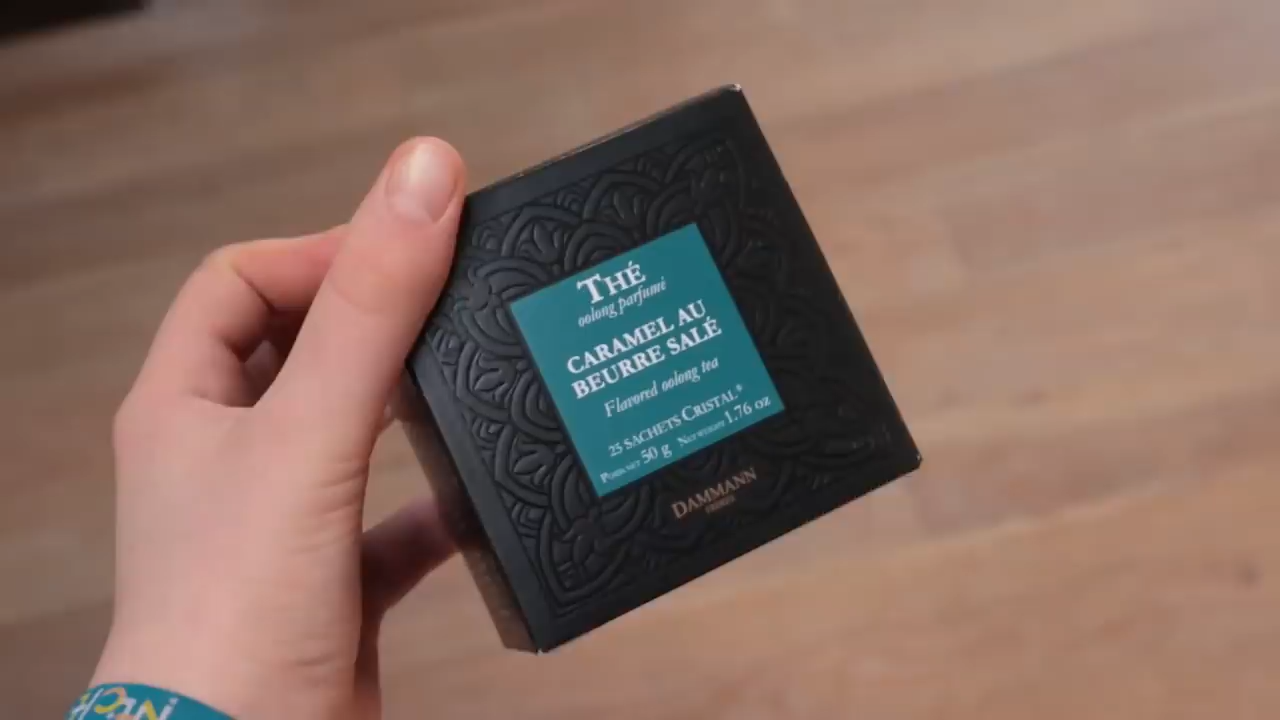 THÉ
oolong parfumé
CARAMEL AU
BEURRE SALÉ
Flavored oolong tea
25 SACHETS CRISTAL®
POIDS NET 50 g NET WEIGHT 1.76 oz
DAMMANN
FRÈRES